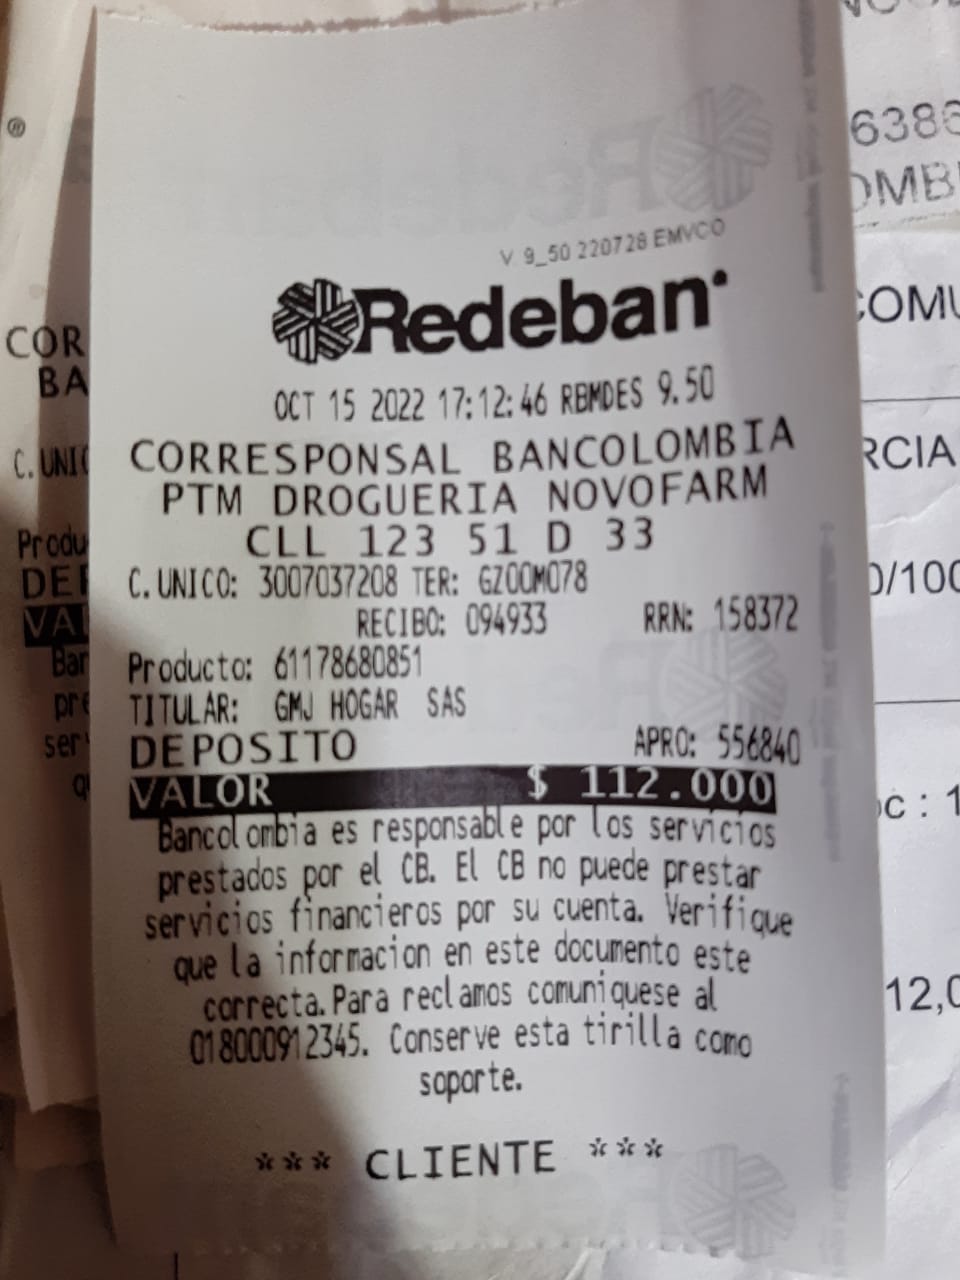 V 9_50 220728 EMVCO
Redeban
OCT 15 2022 17:12:46 RBMDES 9.50
CORRESPONSAL BANCOLOMBIA
PTM DROGUERIA NOVOFARM
CLL 123 51 D 33
C.UNICO: 3007037208 TER: GZ00M078
RECIBO: 094933 RRN: 158372
Producto: 61178680851
TITULAR: GMJ HOGAR SAS
DEPOSITO APRO: 556840
VALOR $ 112.000
Bancolombia es responsable por los servicios
prestados por el CB. El CB no puede prestar
servicios financieros por su cuenta. Verifique
que la informacion en este documento este
correcta. Para reclamos comuniquese al
018000912345. Conserve esta tirilla como
soporte.
*** CLIENTE ***
®
COR
BA
C. UNIC
Produ
VAL
Bar
pre
ser
6386
OMB
COMU
RCIA
0/100
c : 1
12,0